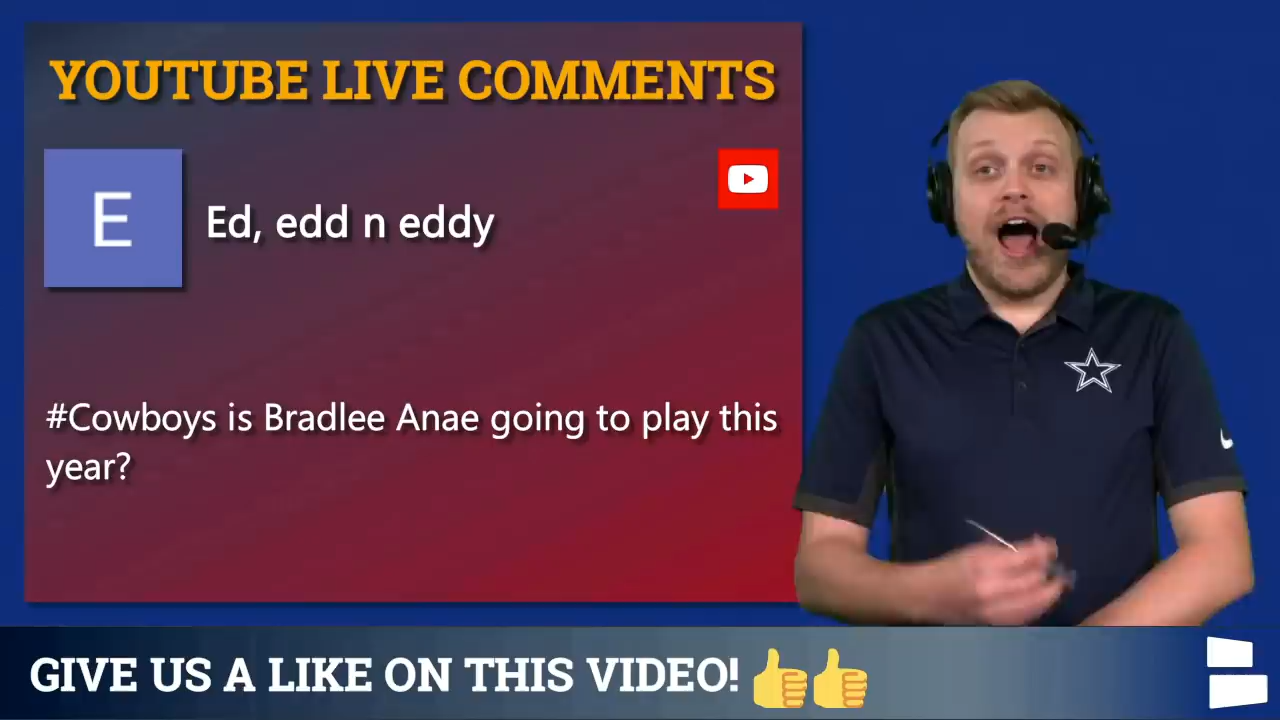 YOUTUBE LIVE COMMENTS
E
Ed, edd n eddy
#Cowboys is Bradlee Anae going to play this
year?
GIVE US A LIKE ON THIS VIDEO!